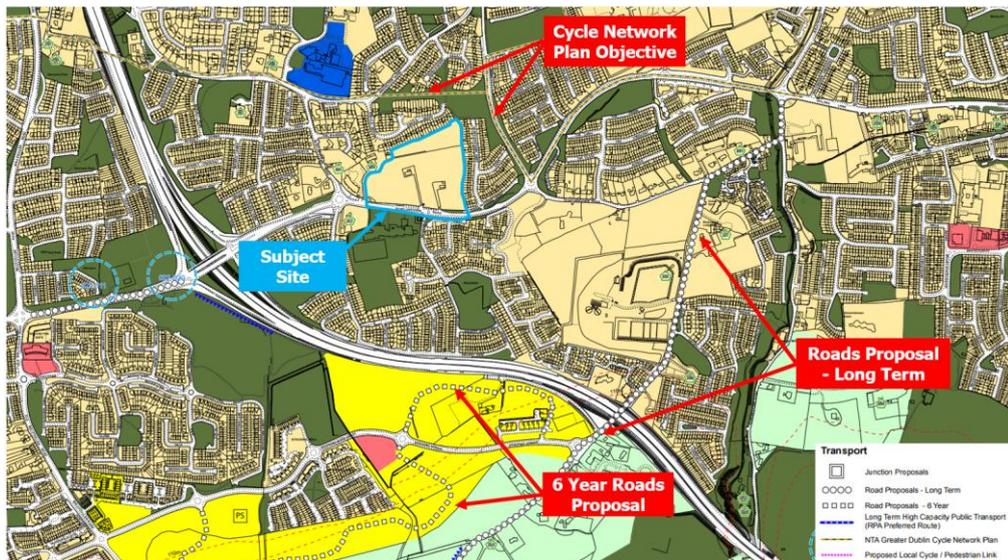 Cycle Network
Plan Objective
Subject
Site
Roads Proposal
- Long Term
6 Year Roads
Proposal
PS
Transport
Junction Proposals
Road Proposals - Long Term
Road Proposals - 6 Year
Long Term High Capacity Public Transport
(RPA Preferred Route)
NTA Greater Dublin Cycle Network Plan
Proposed Local Cycle / Pedestrian Link